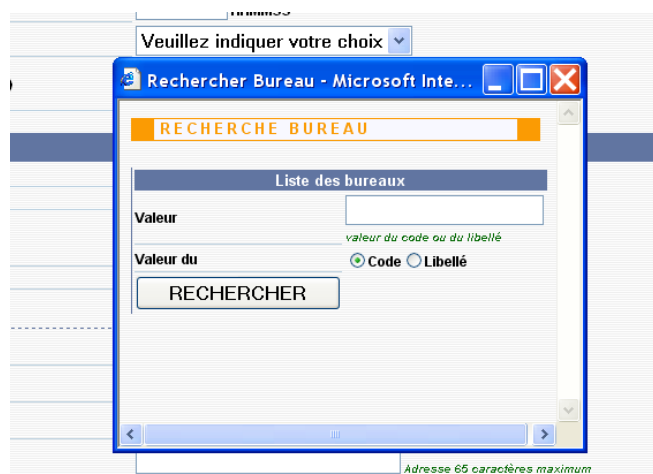 Veuillez indiquer votre choix
Rechercher Bureau - Microsoft Inte...
RECHERCHE BUREAU
Liste des bureaux
Valeur
valeur du code ou du libellé
Valeur du
Code Libellé
RECHERCHER
Adresse 65 caractères maximum